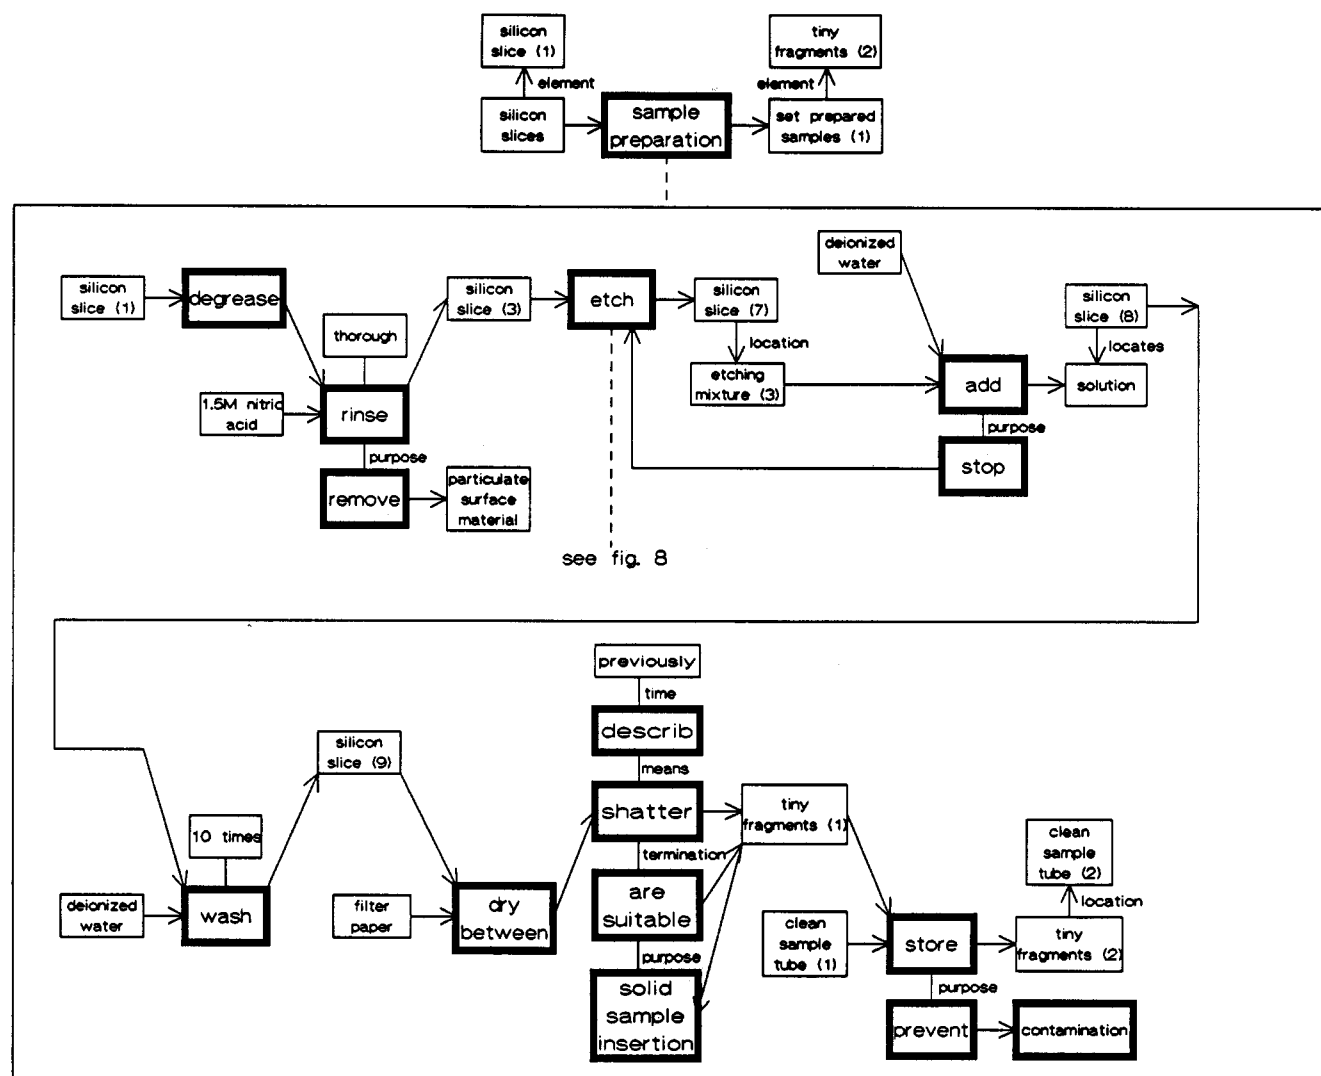 silicon
slice (1)
tiny
fragments (2)
element
element
silicon
slices
sample
preparation
set prepared
samples (1)
deionized
water
silicon
slice (1)
degrease
silicon
slice (3)
etch
silicon
slice (7)
silicon
slice (8)
thorough
location
locates
1.5M nitric
acid
rinse
etching
mixture (3)
add
solution
purpose
purpose
remove
particulate
surface
material
stop
see fig. 8
previously
time
describ
silicon
slice (9)
means
shatter
tiny
fragments (1)
10 times
termination
clean
sample
tube (2)
deionized
water
wash
filter
paper
dry
between
are
suitable
location
clean
sample
tube (1)
store
tiny
fragments (2)
purpose
solid
sample
insertion
purpose
prevent
contamination